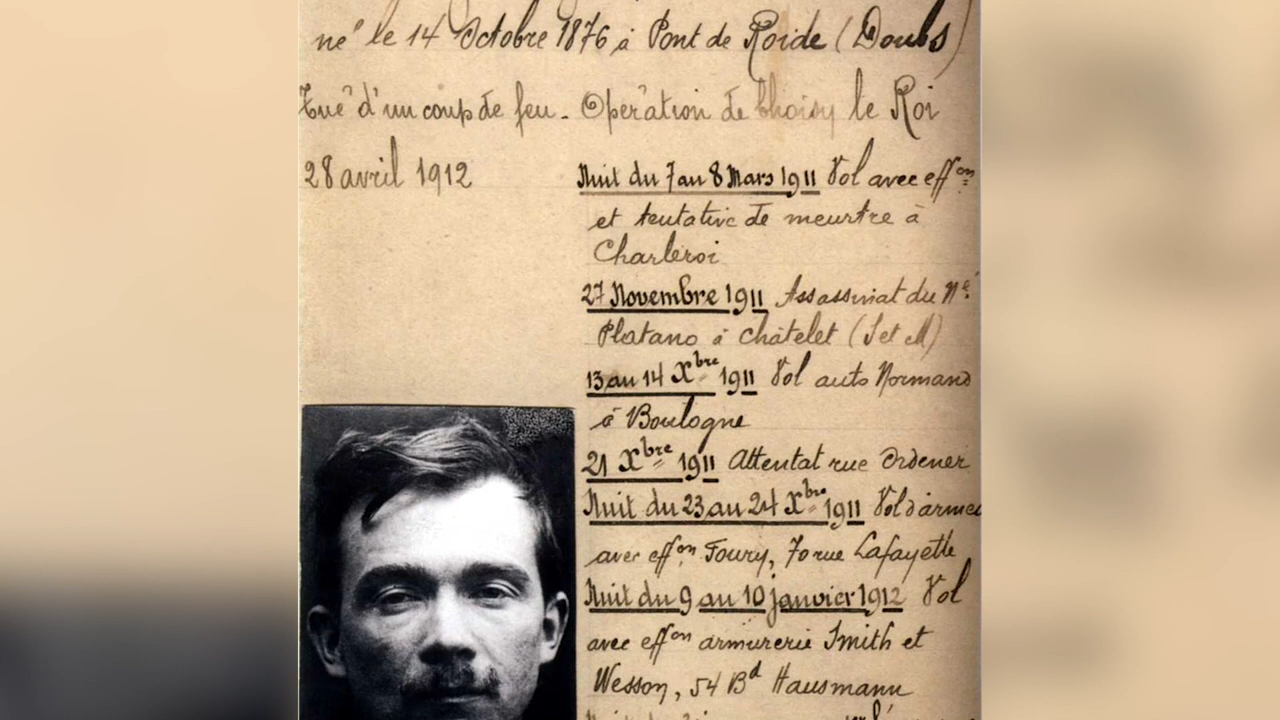 né le 14 Octobre 1876 à Pont de Roide (Doubs)
Tué d'un coup de feu - Opération de Choisy le Roi
28 avril 1912
Nuit du 7 au 8 Mars 1911 Vol avec effon
et tentative de meurtre à
Charleroi
27 Novembre 1911 Assassinat du Né
Platano à Châtelet (S et M)
13 au 14 Xbre 1911 Vol auto Normand
à Boulogne
21 Xbre 1911 Attentat rue Ordener
Nuit du 23 au 24 Xbre 1911 Vol d'armes
avec effon Foury, 70 rue Lafayette
Nuit du 9 au 10 janvier 1912 Vol
avec effon armurerie Smith et
Wesson, 54 Bd Hausmann